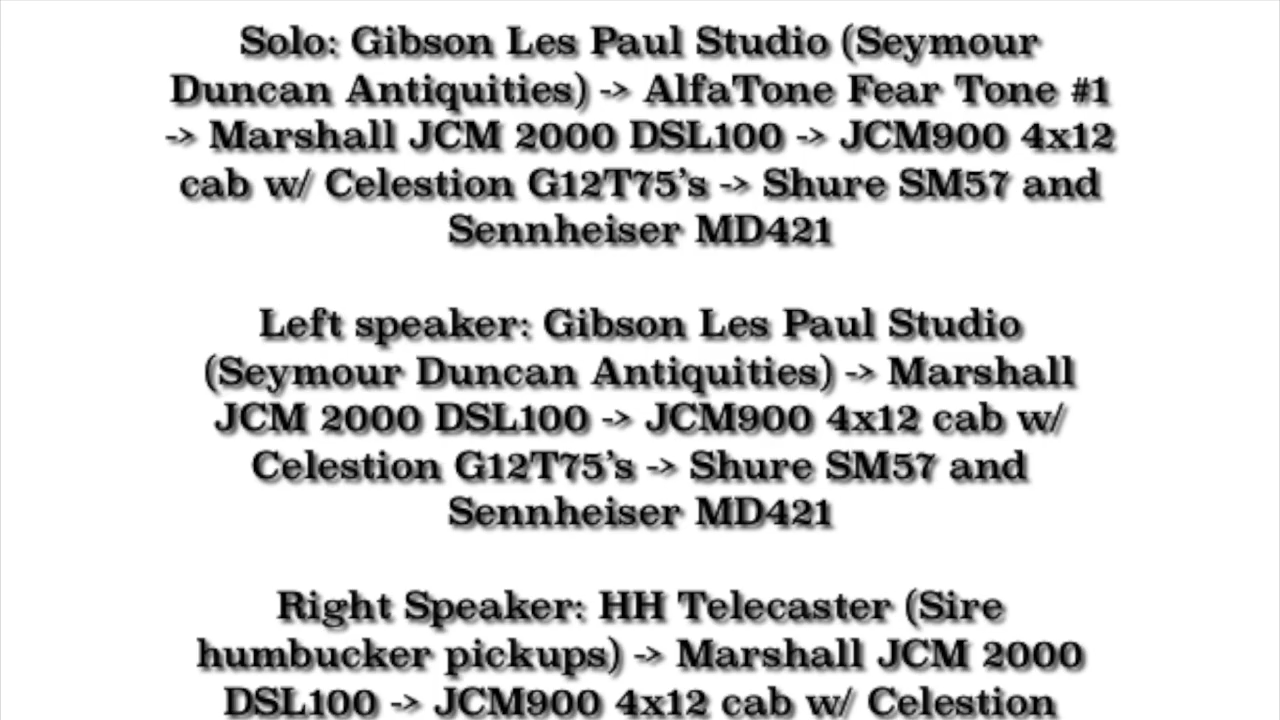 Solo: Gibson Les Paul Studio (Seymour
Duncan Antiquities) -> AlfaTone Fear Tone #1
-> Marshall JCM 2000 DSL100 -> JCM900 4x12
cab w/ Celestion G12T75's -> Shure SM57 and
Sennheiser MD421
Left speaker: Gibson Les Paul Studio
(Seymour Duncan Antiquities) -> Marshall
JCM 2000 DSL100 -> JCM900 4x12 cab w/
Celestion G12T75's -> Shure SM57 and
Sennheiser MD421
Right Speaker: HH Telecaster (Sire
humbucker pickups) -> Marshall JCM 2000
DSL100 -> JCM900 4x12 cab w/ Celestion